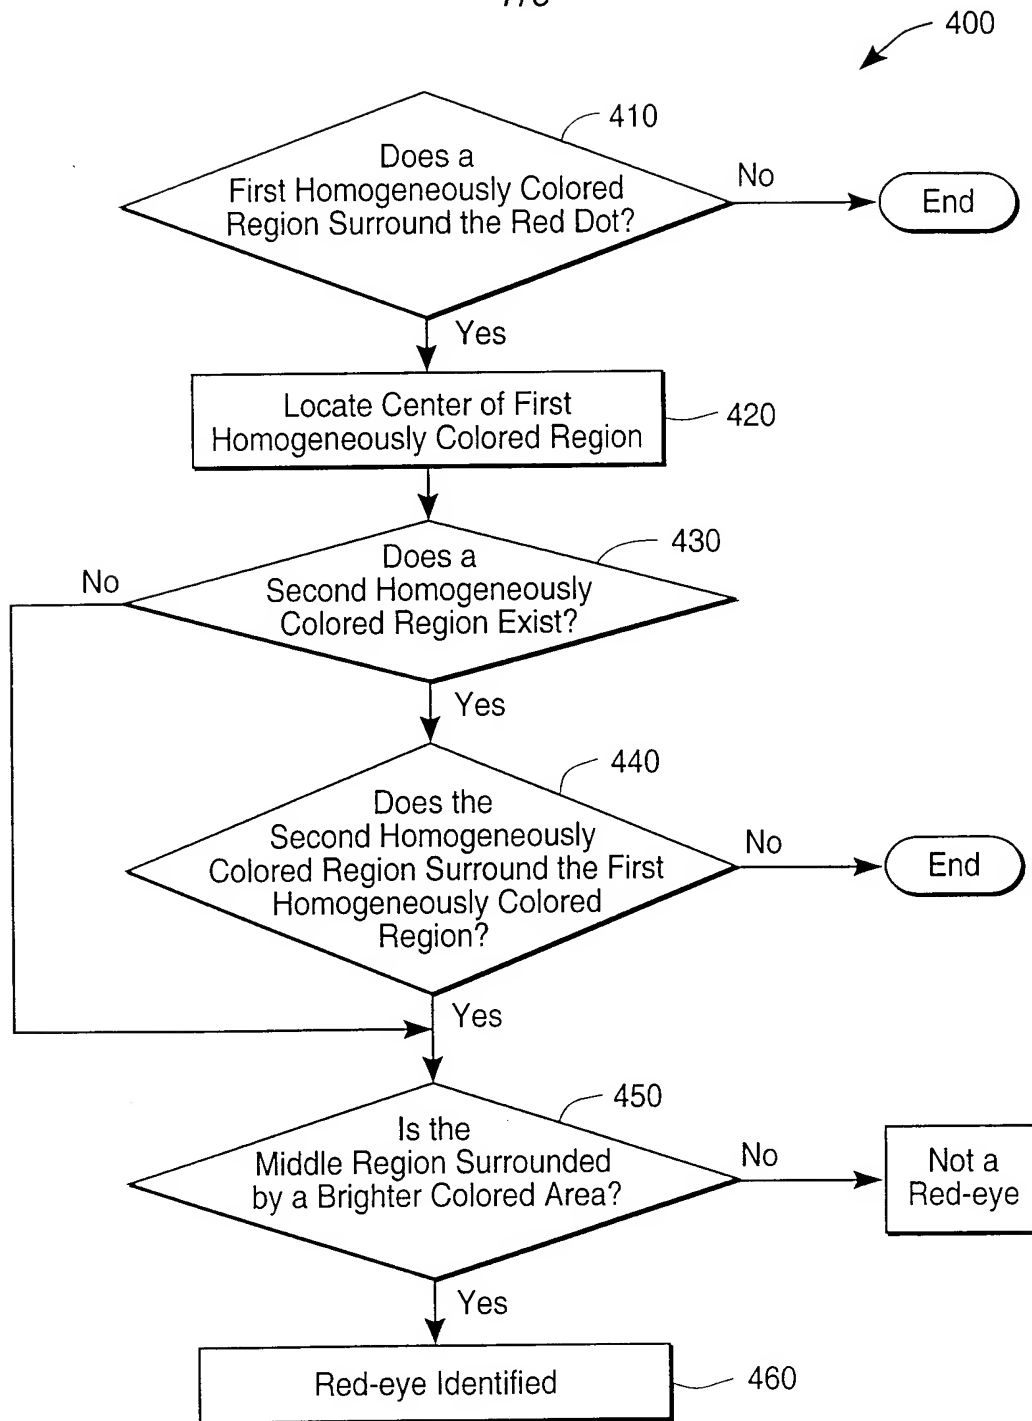 400
410
Does a
First Homogeneously Colored
Region Surround the Red Dot?
No
End
Yes
Locate Center of First
Homogeneously Colored Region
420
430
Does a
Second Homogeneously
Colored Region Exist?
No
Yes
440
Does the
Second Homogeneously
Colored Region Surround the First
Homogeneously Colored
Region?
No
End
Yes
450
Is the
Middle Region Surrounded
by a Brighter Colored Area?
No
Not a
Red-eye
Yes
Red-eye Identified
460